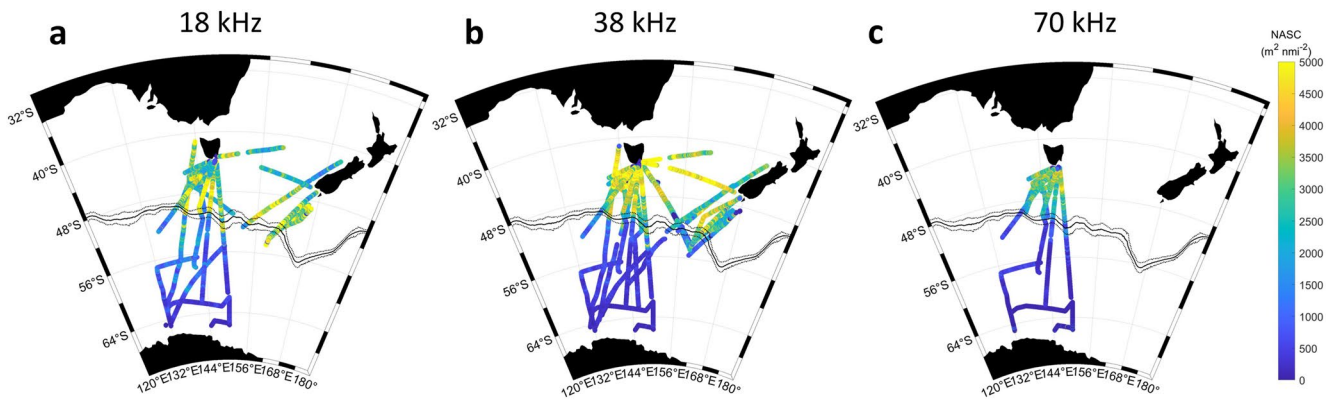 a 18 kHz
32°S
40°S
48°S
56°S
64°S
120°E132°E144°E156°E168°E180°
b 38 kHz
32°S
40°S
48°S
56°S
64°S
120°E132°E144°E156°E168°E180°
c 70 kHz
32°S
40°S
48°S
56°S
64°S
120°E132°E144°E156°E168°E180°
NASC
(m² nmi⁻²)
5000
4500
4000
3500
3000
2500
2000
1500
1000
500
0